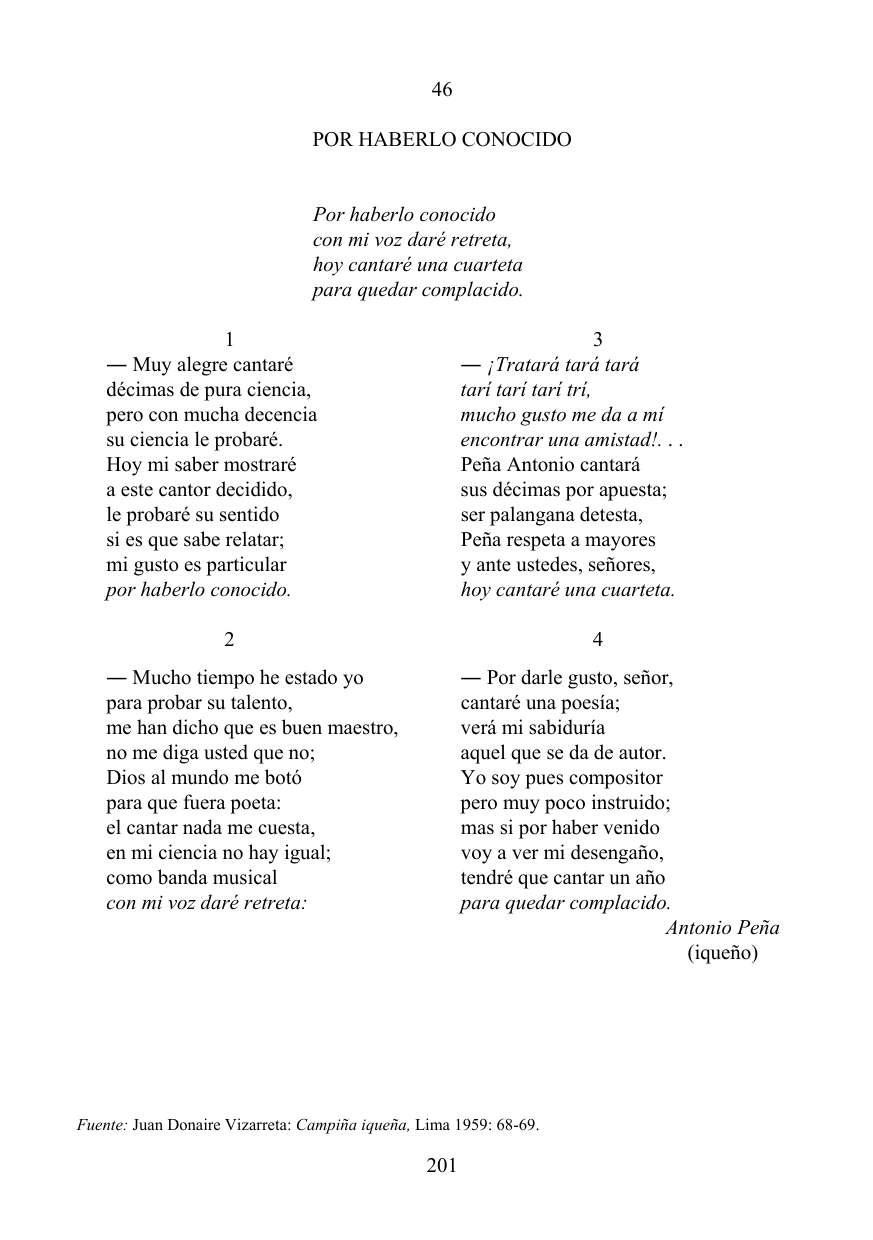 46
POR HABERLO CONOCIDO
Por haberlo conocido
con mi voz daré retreta,
hoy cantaré una cuarteta
para quedar complacido.
1
— Muy alegre cantaré
décimas de pura ciencia,
pero con mucha decencia
su ciencia le probaré.
Hoy mi saber mostraré
a este cantor decidido,
le probaré su sentido
si es que sabe relatar;
mi gusto es particular
por haberlo conocido.
2
— Mucho tiempo he estado yo
para probar su talento,
me han dicho que es buen maestro,
no me diga usted que no;
Dios al mundo me botó
para que fuera poeta:
el cantar nada me cuesta,
en mi ciencia no hay igual;
como banda musical
con mi voz daré retreta:
3
— ¡Tratará tará tará
tarí tarí tarí trí,
mucho gusto me da a mí
encontrar una amistad!. . .
Peña Antonio cantará
sus décimas por apuesta;
ser palangana detesta,
Peña respeta a mayores
y ante ustedes, señores,
hoy cantaré una cuarteta.
4
— Por darle gusto, señor,
cantaré una poesía;
verá mi sabiduría
aquel que se da de autor.
Yo soy pues compositor
pero muy poco instruido;
mas si por haber venido
voy a ver mi desengaño,
tendré que cantar un año
para quedar complacido.
Antonio Peña
(iqueño)
Fuente: Juan Donaire Vizarreta: Campiña iqueña, Lima 1959: 68-69.
201